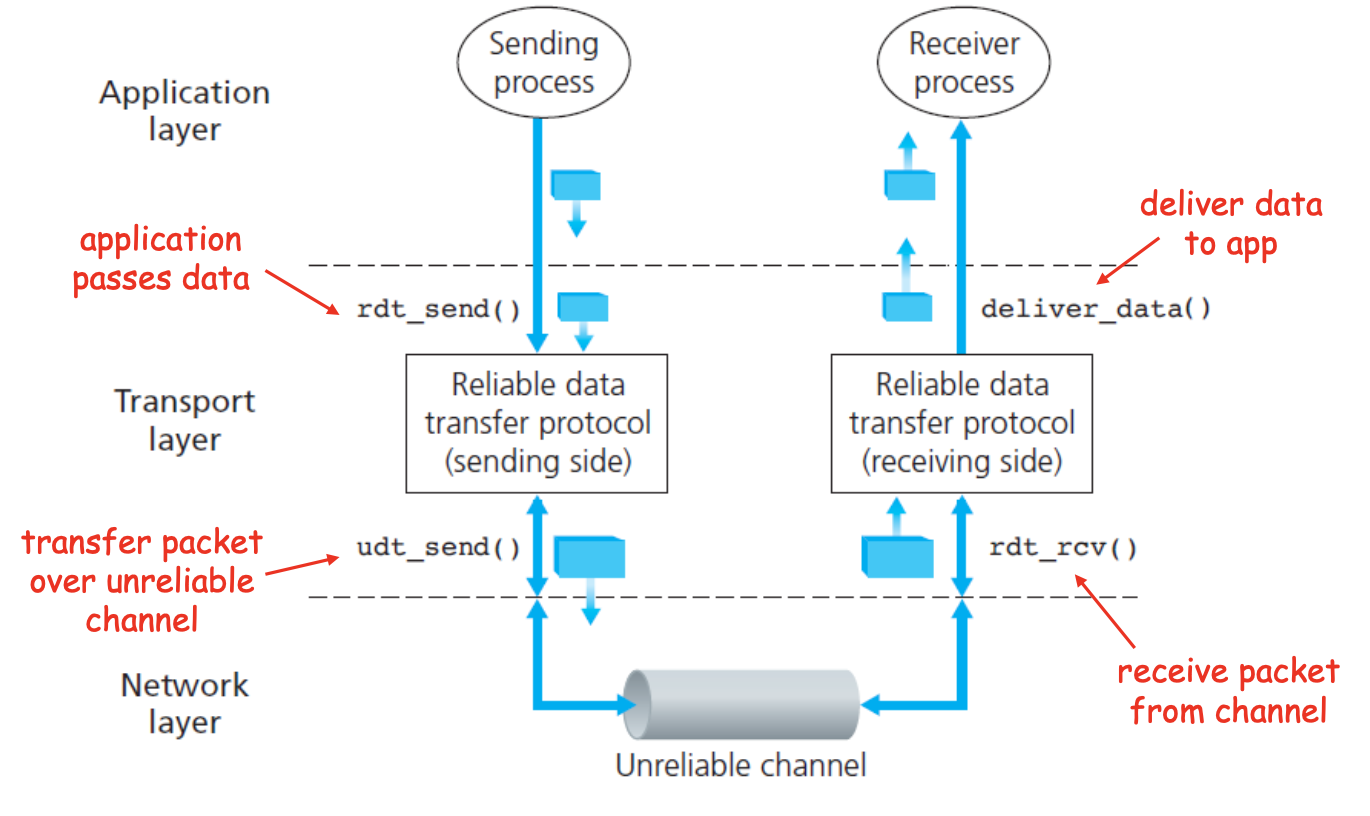 Sending
process
Receiver
process
Application
layer
application
passes data
deliver data
to app
rdt_send()
deliver_data()
Transport
layer
Reliable data
transfer protocol
(sending side)
Reliable data
transfer protocol
(receiving side)
transfer packet
over unreliable
channel
udt_send()
rdt_rcv()
Network
layer
receive packet
from channel
Unreliable channel